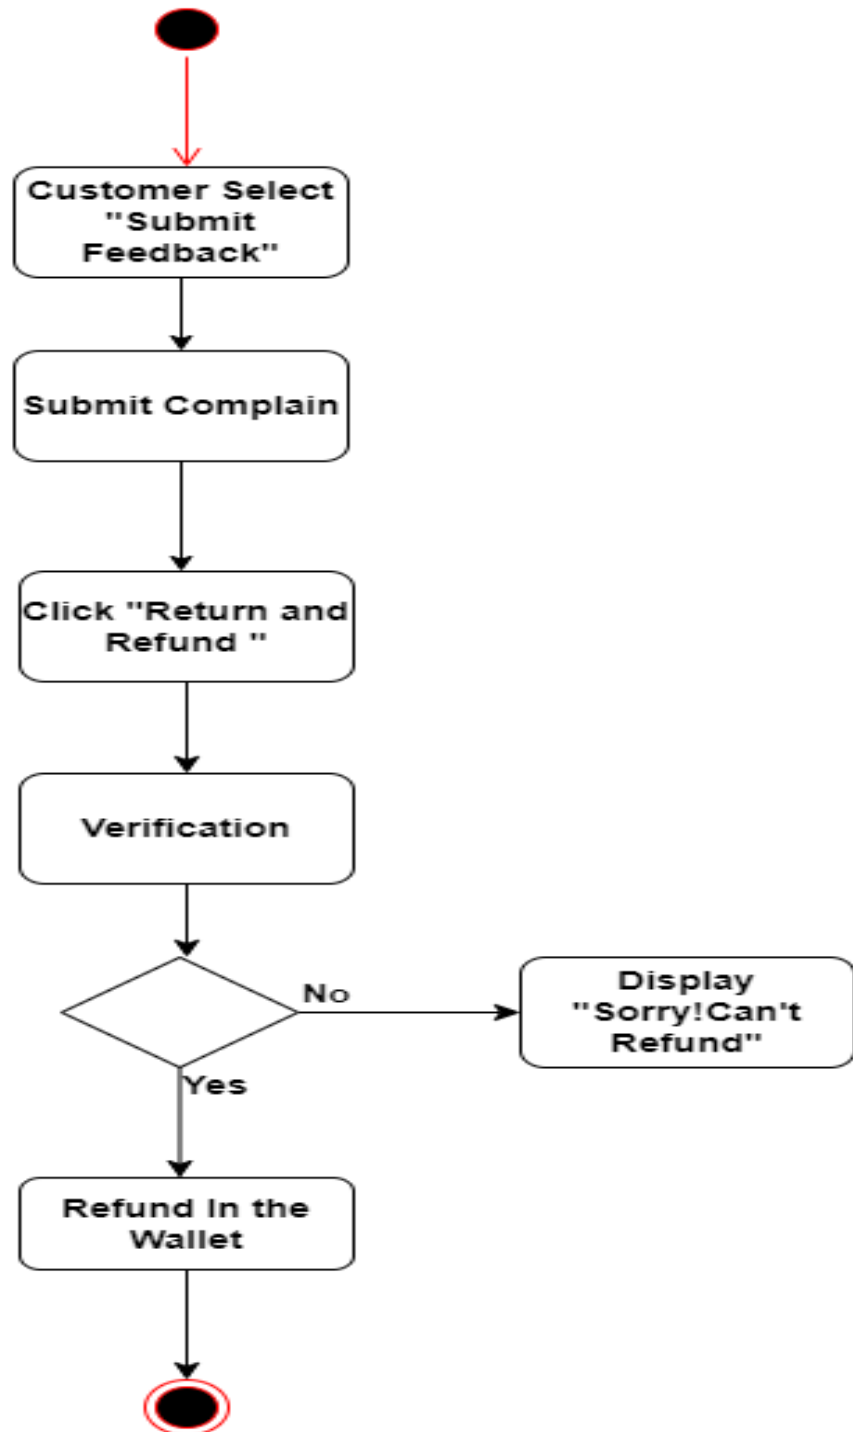 Customer Select
"Submit
Feedback"
Submit Complain
Click "Return and
Refund "
Verification
No
Display
"Sorry!Can't
Refund"
Yes
Refund In the
Wallet